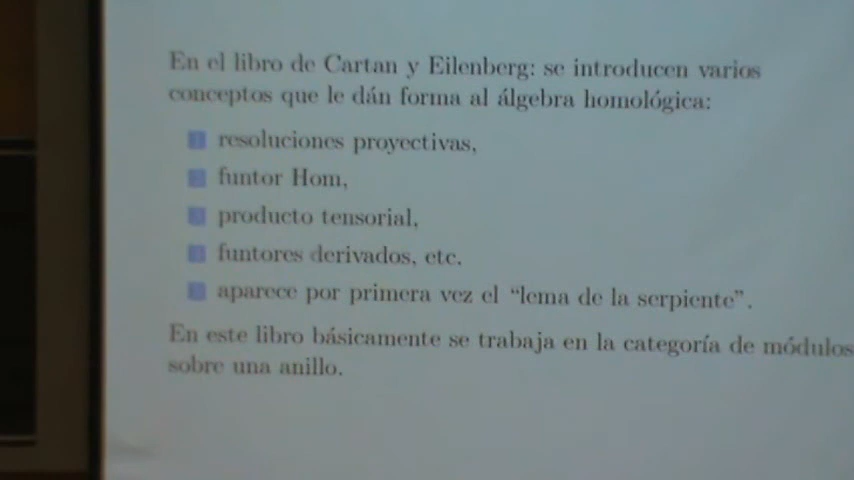 En el libro de Cartan y Eilenberg: se introducen varios
conceptos que le dán forma al álgebra homológica:
resoluciones proyectivas,
funtor Hom,
producto tensorial,
funtores derivados, etc.
aparece por primera vez el “lema de la serpiente”.
En este libro básicamente se trabaja en la categoría de módulos
sobre una anillo.